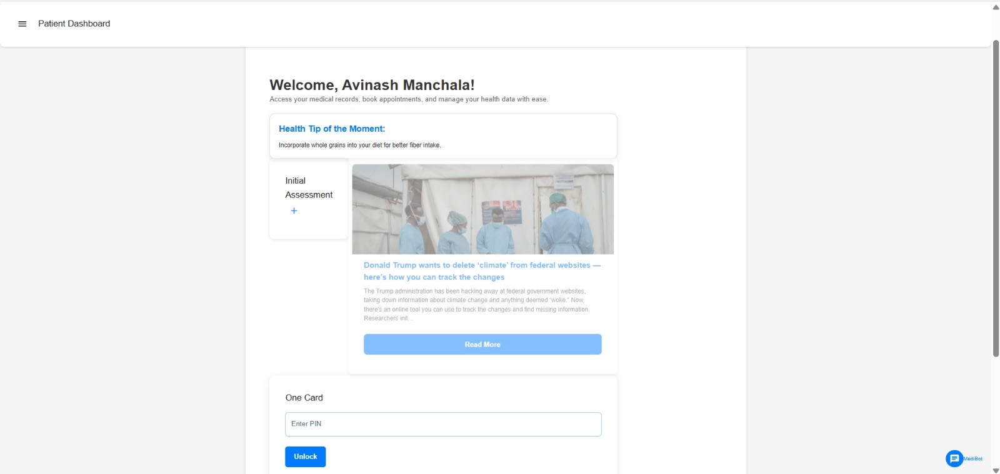 Patient Dashboard
Welcome, Avinash Manchala!
Access your medical records, book appointments, and manage your health data with ease.
Health Tip of the Moment:
Incorporate whole grains into your diet for better fiber intake.
Initial
Assessment
+
Donald Trump wants to delete ‘climate’ from federal websites —
here’s how you can track the changes
The Trump administration has been hacking away at federal government websites,
taking down information about climate change and anything deemed “woke.” Now,
there’s an online tool you can use to track the changes and find missing information.
Researchers init…
Read More
One Card
Enter PIN
Unlock
MediBot